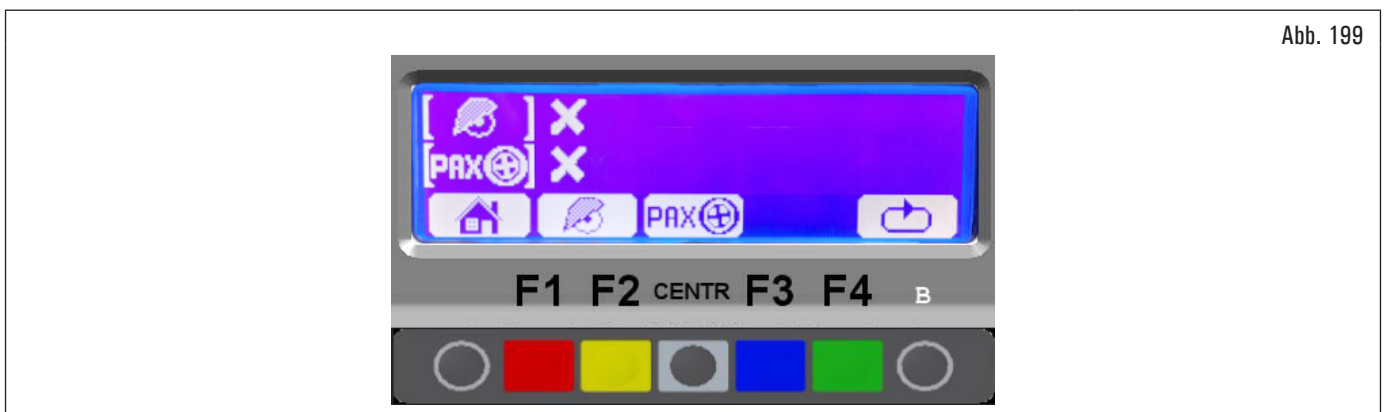 Abb. 199
[ ] X
[PAX ] X
PAX
F1 F2 CENTR F3 F4 B